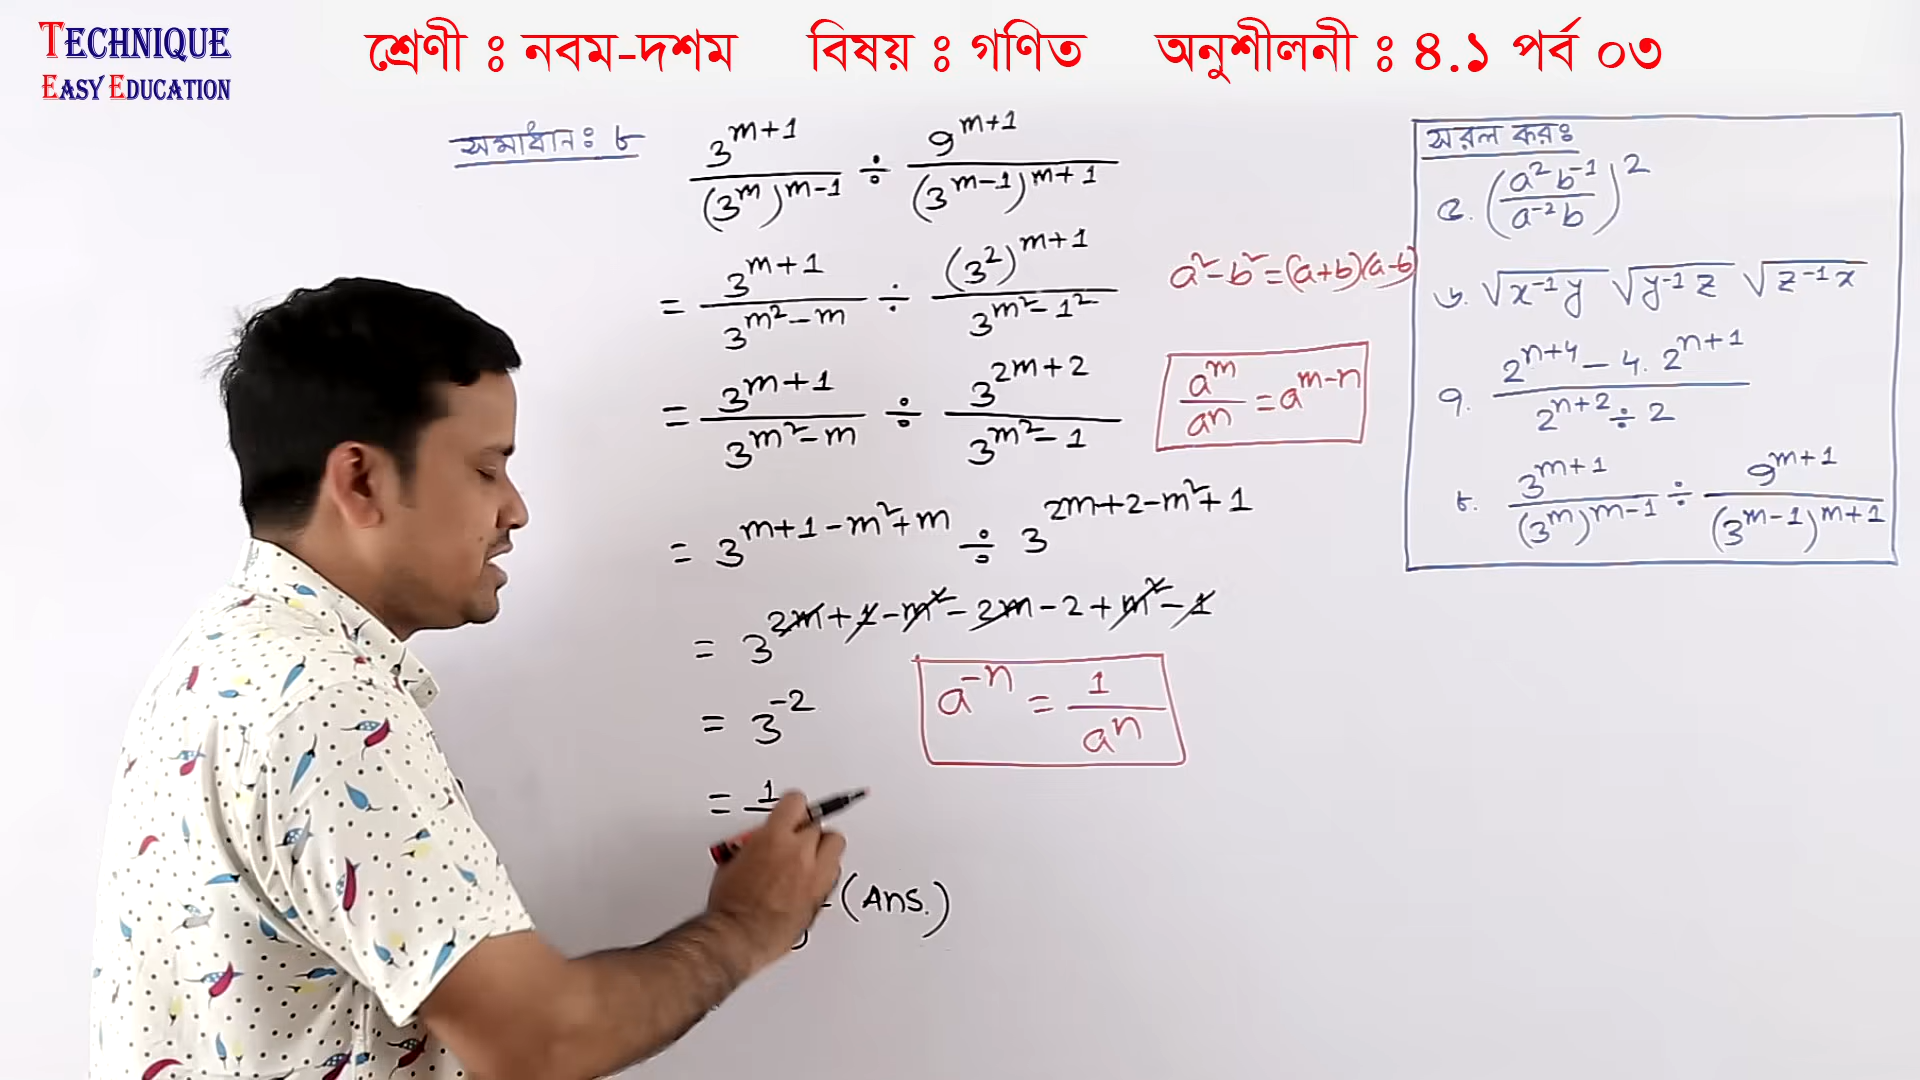 TECHNIQUE
EASY EDUCATION
শ্রেণী ঃ নবম-দশম বিষয় ঃ গণিত অনুশীলনী ঃ ৪.১ পর্ব ০৩
সমাধান ঃ ৮
3^{m+1}/(3^m)^{m-1} ÷ 9^{m+1}/(3^{m-1})^{m+1}
= 3^{m+1}/3^{m²-m} ÷ (3²)^{m+1}/3^{m²-1²}
a²-b²=(a+b)(a-b)
= 3^{m+1}/3^{m²-m} ÷ 3^{2m+2}/3^{m²-1}
a^m/a^n = a^{m-n}
= 3^{m+1-m²+m} ÷ 3^{2m+2-m²+1}
= 3^{2m+1-m²-2m-2+m²-1}
= 3^{-2}
a^{-n} = 1/a^n
= 1
(Ans.)
সরল কর ঃ
৫. (a²b^{-1}/a^{-2}b)²
৬. √x^{-1}y √y^{-1}z √z^{-1}x
৭. 2^{n+4} - 4.2^{n+1}/2^{n+2} ÷ 2
৮. 3^{m+1}/(3^m)^{m-1} ÷ 9^{m+1}/(3^{m-1})^{m+1}